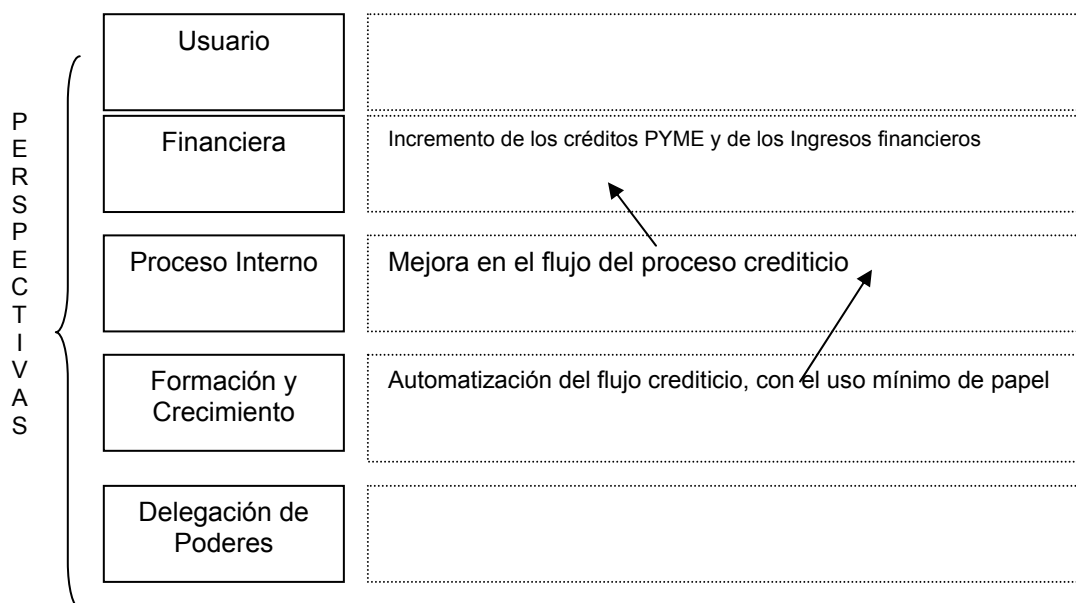 PERSPECTIVAS
Usuario
Financiera
Incremento de los créditos PYME y de los Ingresos financieros
Proceso Interno
Mejora en el flujo del proceso crediticio
Formación y
Crecimiento
Automatización del flujo crediticio, con el uso mínimo de papel
Delegación de
Poderes